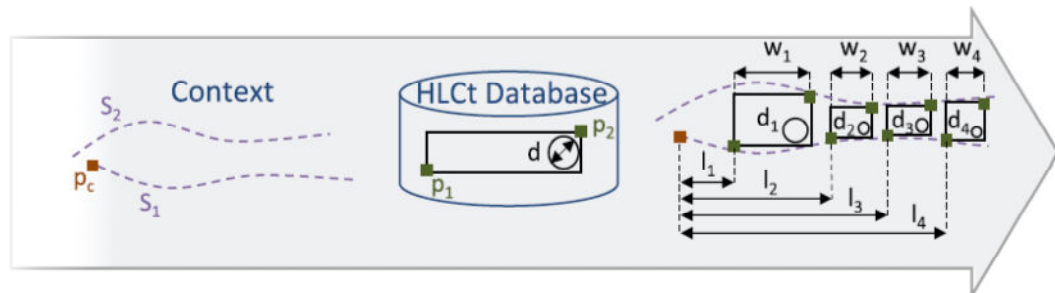 S2
Context
pc
S1
HLCt Database
d
p2
p1
w1 w2 w3 w4
d1 d2 d3 d4
l1
l2
l3
l4